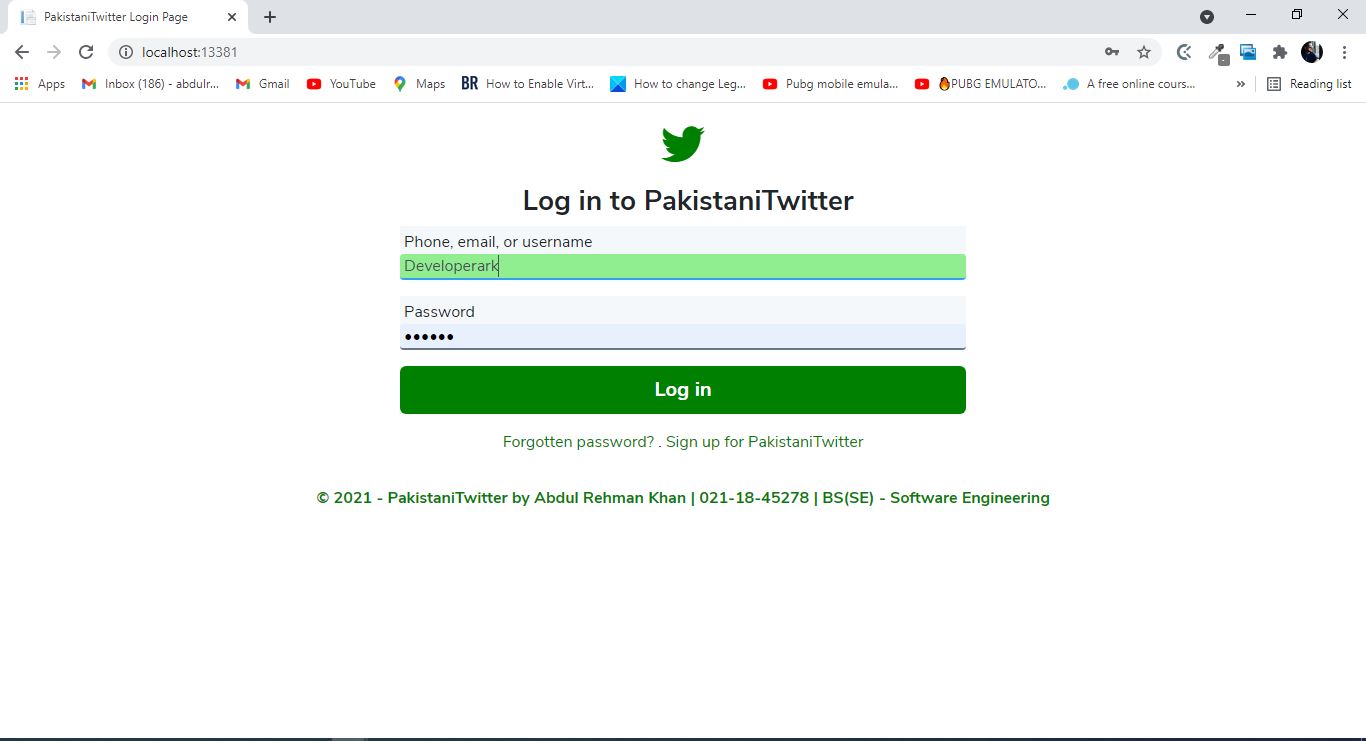 PakistaniTwitter Login Page
localhost:13381
Apps Inbox (186) - abdulr... Gmail YouTube Maps BR How to Enable Virt... How to change Leg... Pubg mobile emula... PUBG EMULATO... A free online cours... » Reading list
Log in to PakistaniTwitter
Phone, email, or username
Developerark
Password
••••••
Log in
Forgotten password? . Sign up for PakistaniTwitter
© 2021 - PakistaniTwitter by Abdul Rehman Khan | 021-18-45278 | BS(SE) - Software Engineering